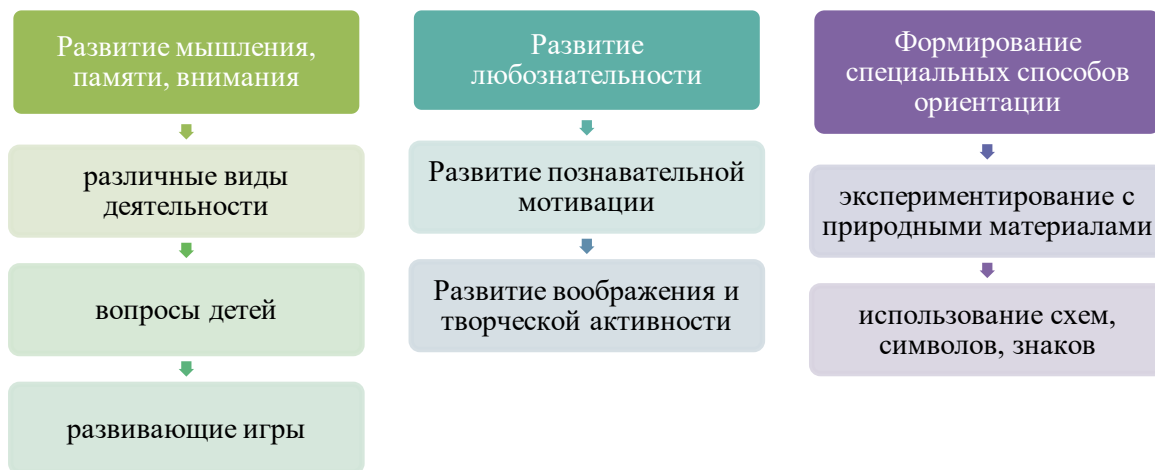 Развитие мышления,
памяти, внимания
различные виды
деятельности
вопросы детей
развивающие игры
Развитие
любознательности
Развитие познавательной
мотивации
Развитие воображения и
творческой активности
Формирование
специальных способов
ориентации
экспериментирование с
природными материалами
использование схем,
символов, знаков